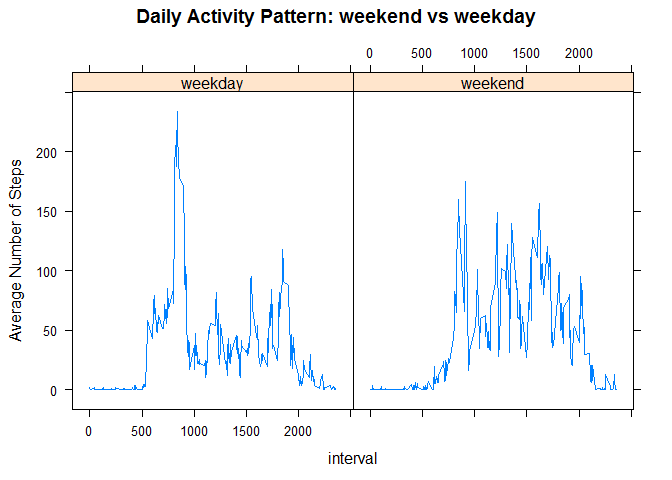 Daily Activity Pattern: weekend vs weekday
0 500 1000 1500 2000
weekday weekend
Average Number of Steps
200
150
100
50
0
0 500 1000 1500 2000
interval